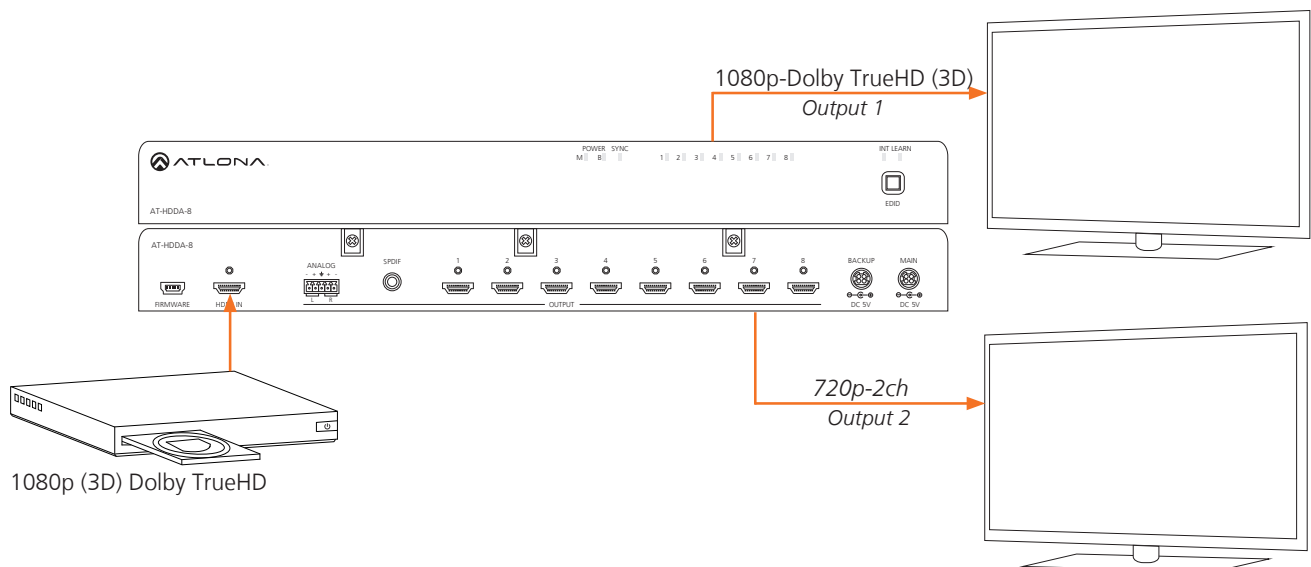 1080p-Dolby TrueHD (3D)
Output 1
ATLONA
POWER SYNC
M B 1 2 3 4 5 6 7 8
INT LEARN
EDID
AT-HDDA-8
AT-HDDA-8
FIRMWARE
HDMI IN
ANALOG
- + + -
L R
SPDIF
1 2 3 4 5 6 7 8
OUTPUT
BACKUP MAIN
DC 5V DC 5V
720p-2ch
Output 2
1080p (3D) Dolby TrueHD